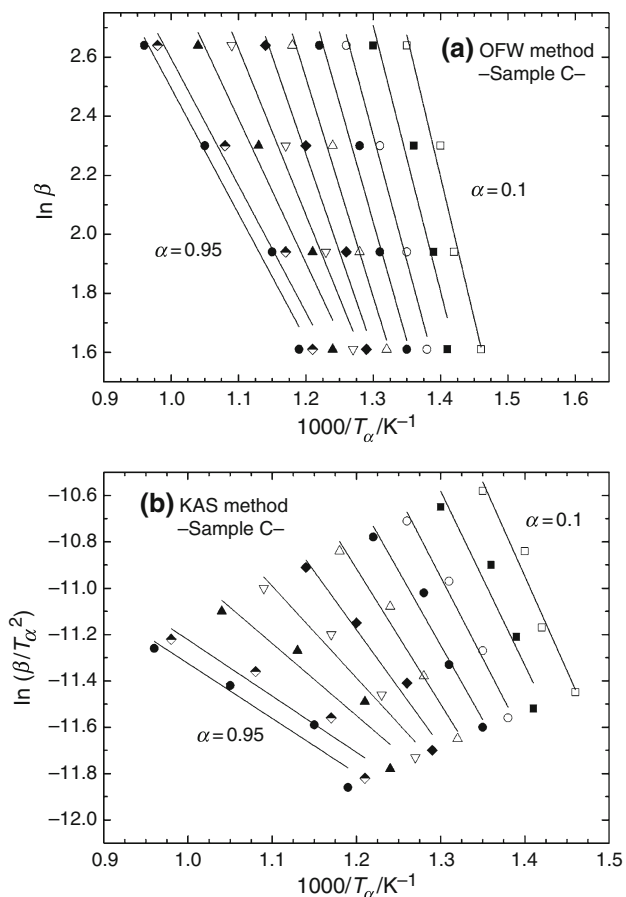 (a) OFW method
–Sample C–
2.6
2.4
2.2
2.0
1.8
1.6
ln β
α = 0.1
α = 0.95
0.9 1.0 1.1 1.2 1.3 1.4 1.5 1.6
1000/Tα/K⁻¹
(b) KAS method
–Sample C–
−10.6
−10.8
−11.0
−11.2
−11.4
−11.6
−11.8
−12.0
ln (β/Tα²)
α = 0.1
α = 0.95
0.9 1.0 1.1 1.2 1.3 1.4 1.5
1000/Tα/K⁻¹